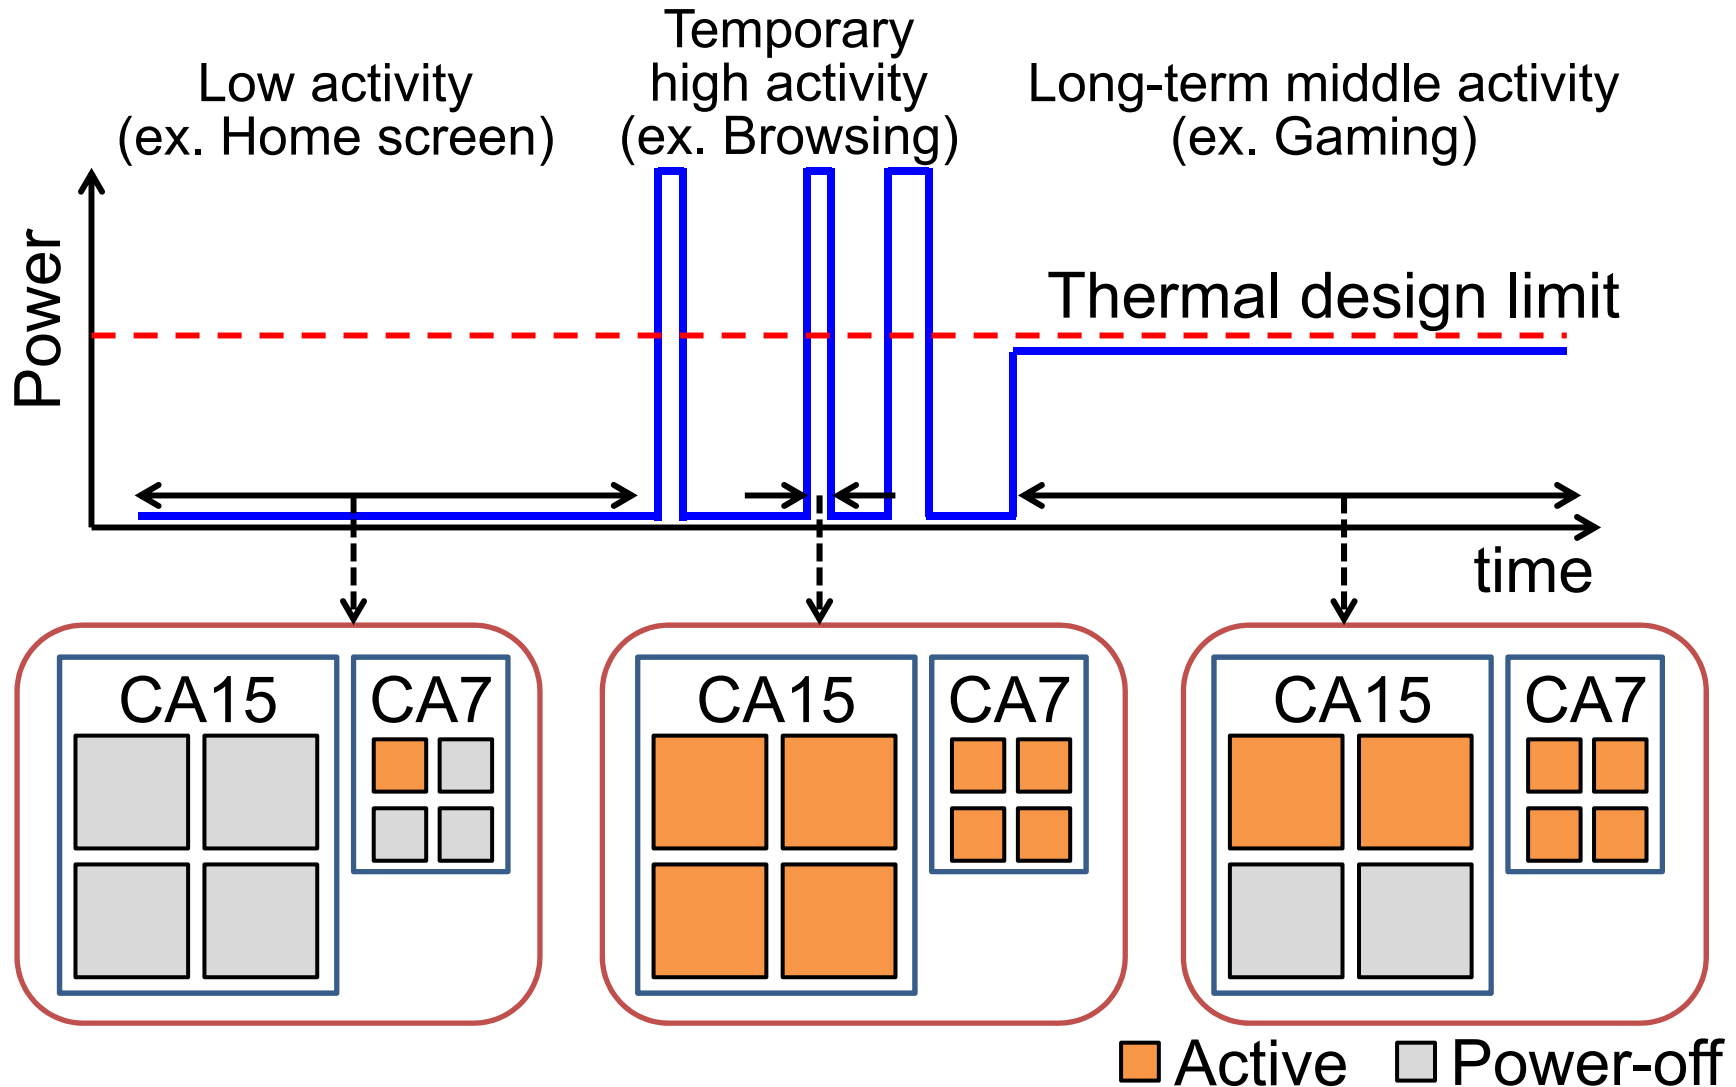 Low activity
(ex. Home screen)
Temporary
high activity
(ex. Browsing)
Long-term middle activity
(ex. Gaming)
Power
Thermal design limit
time
CA15
CA7
CA15
CA7
CA15
CA7
Active
Power-off